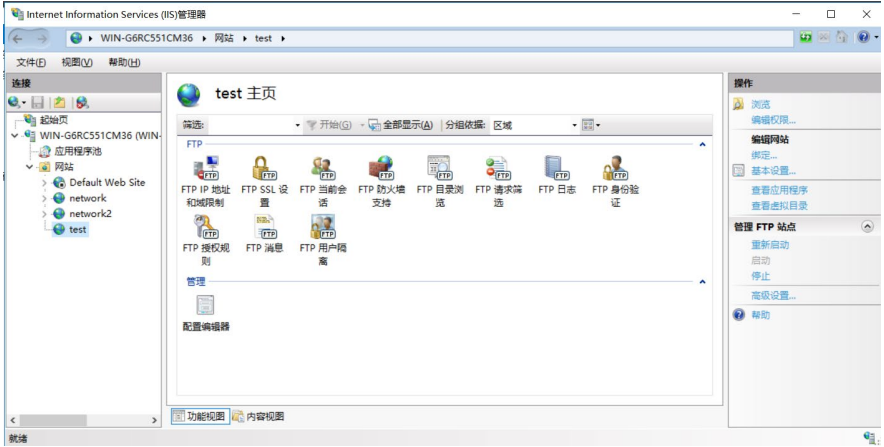 Internet Information Services (IIS)管理器
WIN-G6RC551CM36 网站 test
文件(F) 视图(V) 帮助(H)
连接
起始页
WIN-G6RC551CM36 (WIN-
应用程序池
网站
Default Web Site
network
network2
test
test 主页
筛选: 开始(G) 全部显示(A) 分组依据: 区域
FTP
FTP IP 地址和域限制
FTP SSL 设置
FTP 当前会话
FTP 防火墙支持
FTP 目录浏览
FTP 请求筛选
FTP 日志
FTP 身份验证
FTP 授权规则
FTP 消息
FTP 用户隔离
管理
配置编辑器
功能视图 内容视图
操作
浏览
编辑权限...
编辑网站
绑定...
基本设置...
查看应用程序
查看虚拟目录
管理 FTP 站点
重新启动
启动
停止
高级设置...
帮助
就绪